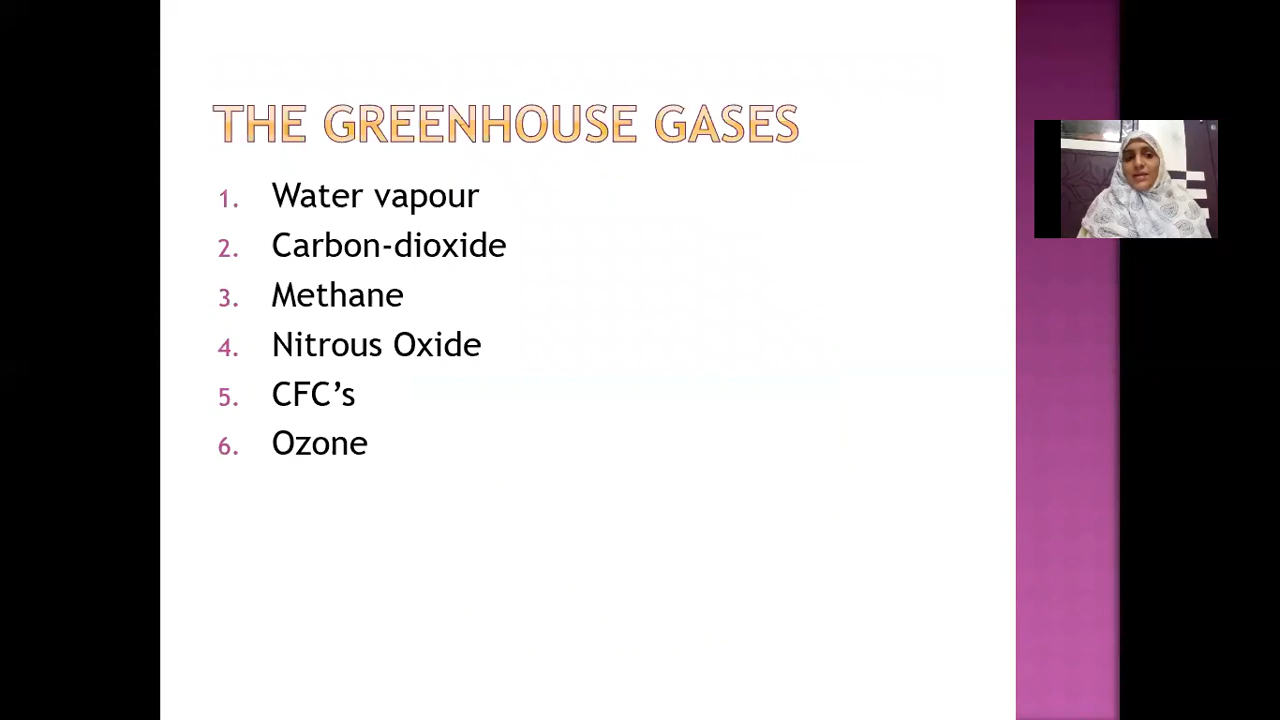 THE GREENHOUSE GASES
1. Water vapour
2. Carbon-dioxide
3. Methane
4. Nitrous Oxide
5. CFC’s
6. Ozone